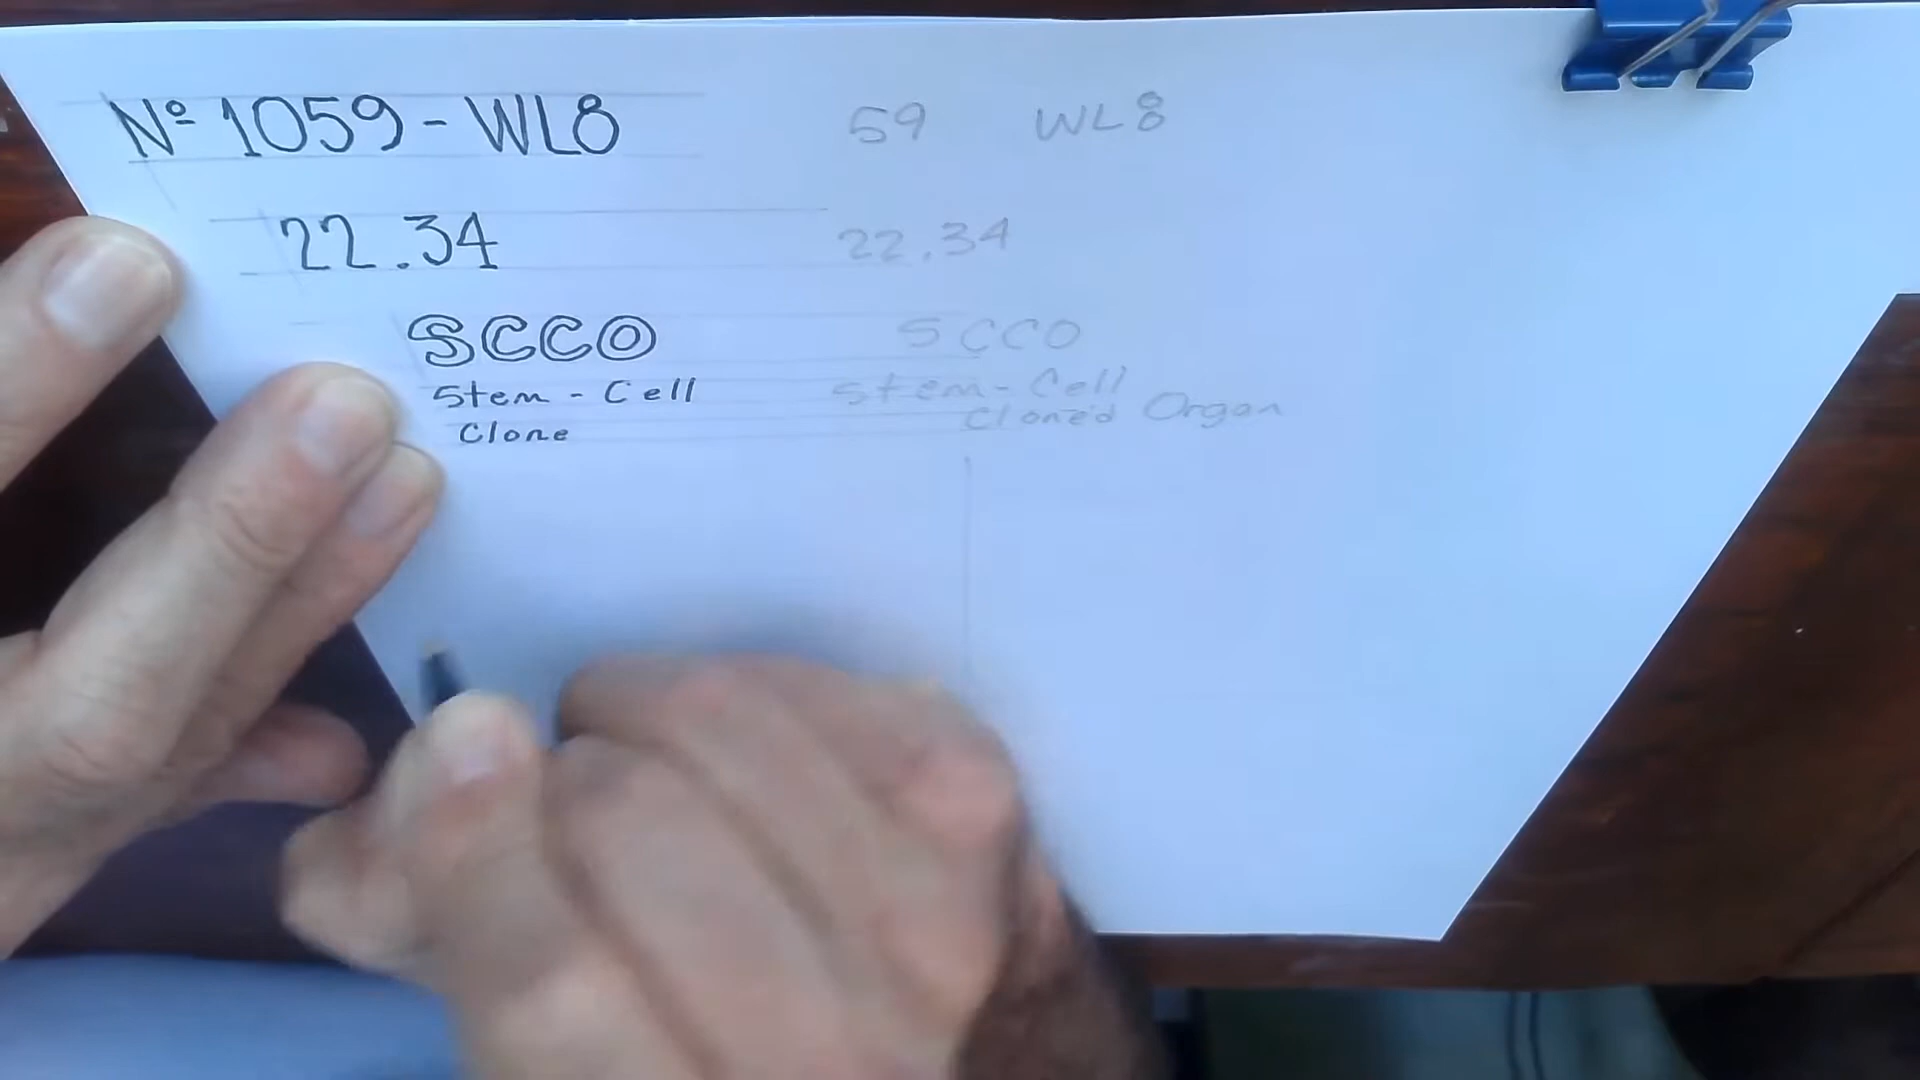 Nº 1059 - WL8 59 WL8
22.34 22.34
SCCO SCCO
Stem - Cell Stem - Cell
Clone Cloned Organ